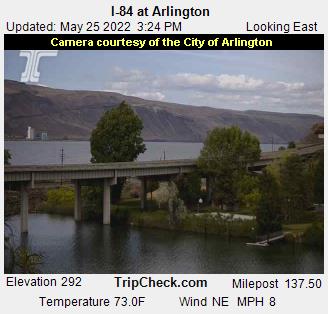 I-84 at Arlington
Updated: May 25 2022 3:24 PM Looking East
Camera courtesy of the City of Arlington
Elevation 292 TripCheck.com Milepost 137.50
Temperature 73.0F Wind NE MPH 8